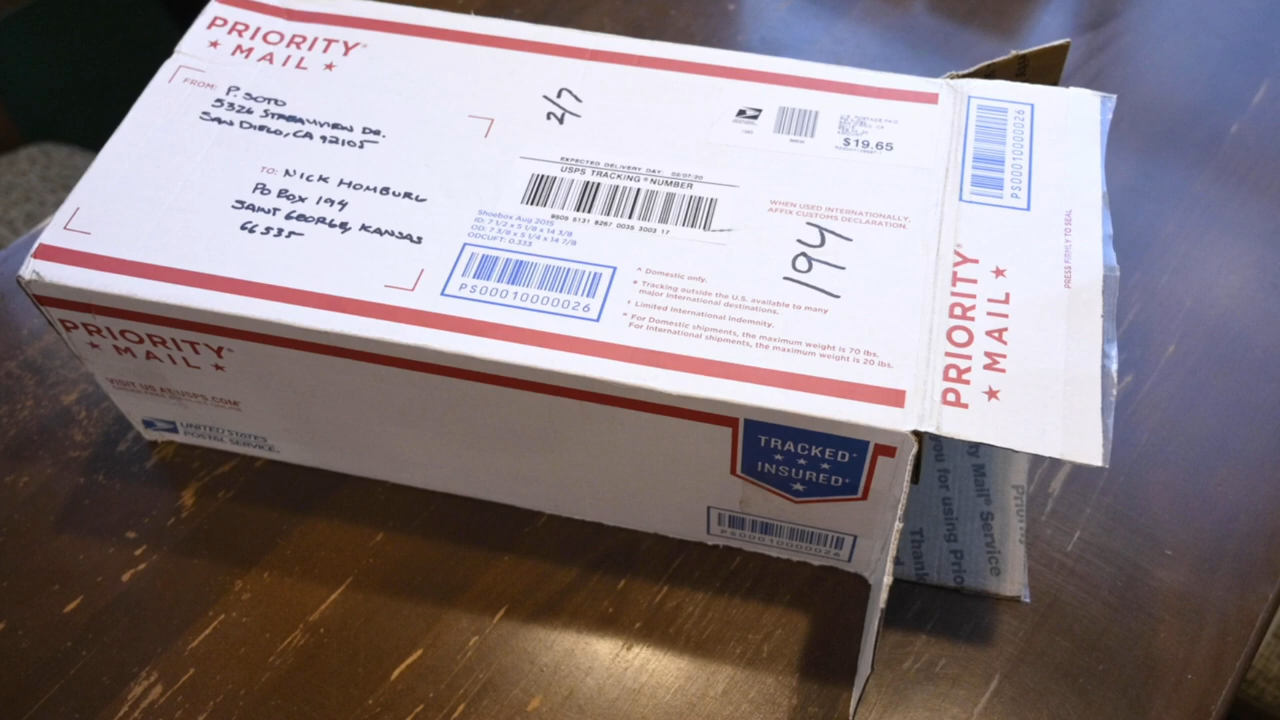 PRIORITY®
★ MAIL ★
FROM:
P. SOTO
5326 STREAMVIEW DR.
SAN DIEGO, CA 92105
TO: NICK HOMBURG
PO BOX 194
SAINT GEORGE, KANSAS
66535
2/7
$19.65
EXPECTED DELIVERY DAY: 02/07/20
USPS TRACKING® NUMBER
9505 5131 8267 0035 3003 17
Shoebox Aug 2015
ID: 7 1/2 x 5 1/8 x 14 3/8
OD: 7 3/8 x 5 1/4 x 14 7/8
ODCUFT: 0.333
PS00010000026
WHEN USED INTERNATIONALLY,
AFFIX CUSTOMS DECLARATION.
194
^ Domestic only.
* Tracking outside the U.S. available to many
major International destinations.
‡ Limited International indemnity.
For Domestic shipments, the maximum weight is 70 lbs.
For International shipments, the maximum weight is 20 lbs.
PS00010000026
PRIORITY®
★ MAIL ★
PRESS FIRMLY TO SEAL
PRIORITY®
★ MAIL ★
VISIT US AT USPS.COM®
UNITED STATES
POSTAL SERVICE.
TRACKED
INSURED
PS00010000026
y Mail® Service
you for using Prio
Thank